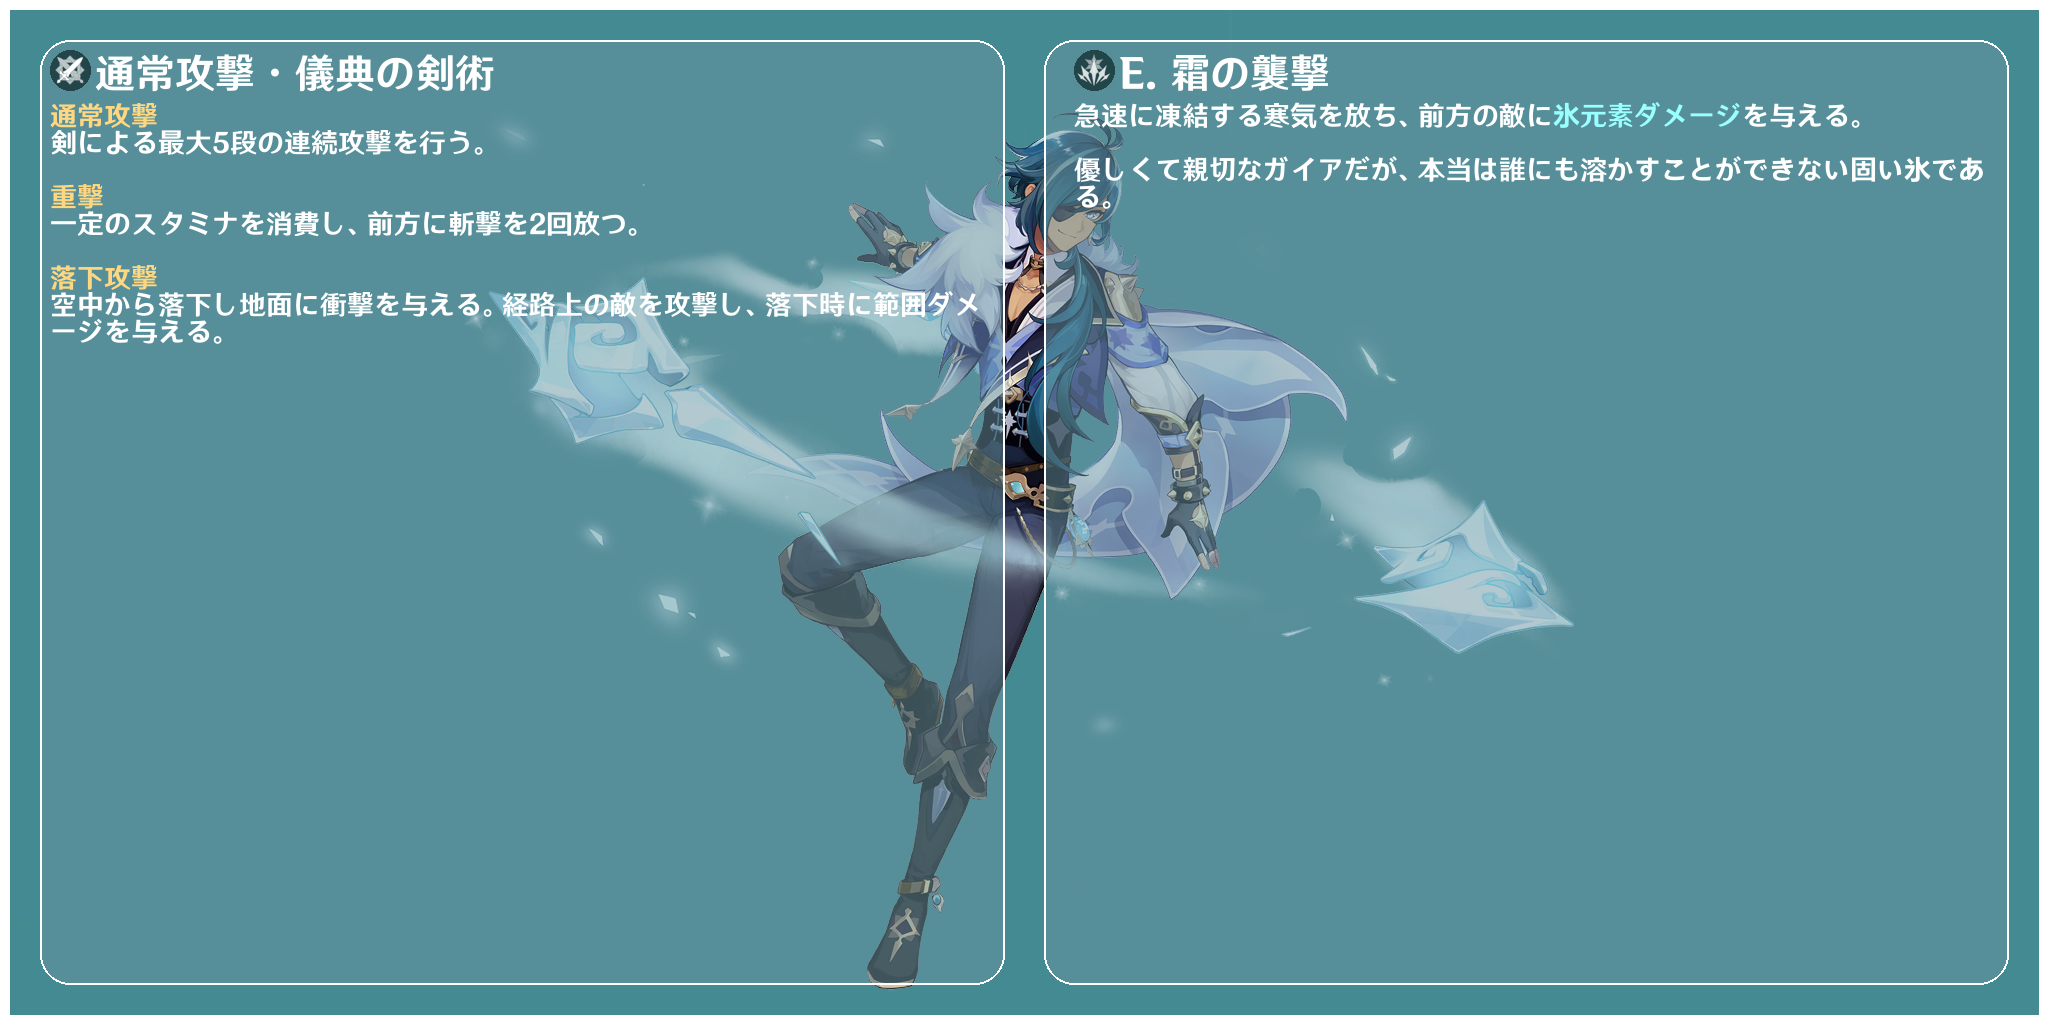 通常攻撃・儀典の剣術
通常攻撃
剣による最大5段の連続攻撃を行う。
重撃
一定のスタミナを消費し、前方に斬撃を2回放つ。
落下攻撃
空中から落下し地面に衝撃を与える。経路上の敵を攻撃し、落下時に範囲ダメ
ージを与える。
E. 霜の襲撃
急速に凍結する寒気を放ち、前方の敵に氷元素ダメージを与える。
優しくて親切なガイアだが、本当は誰にも溶かすことができない固い氷であ
る。